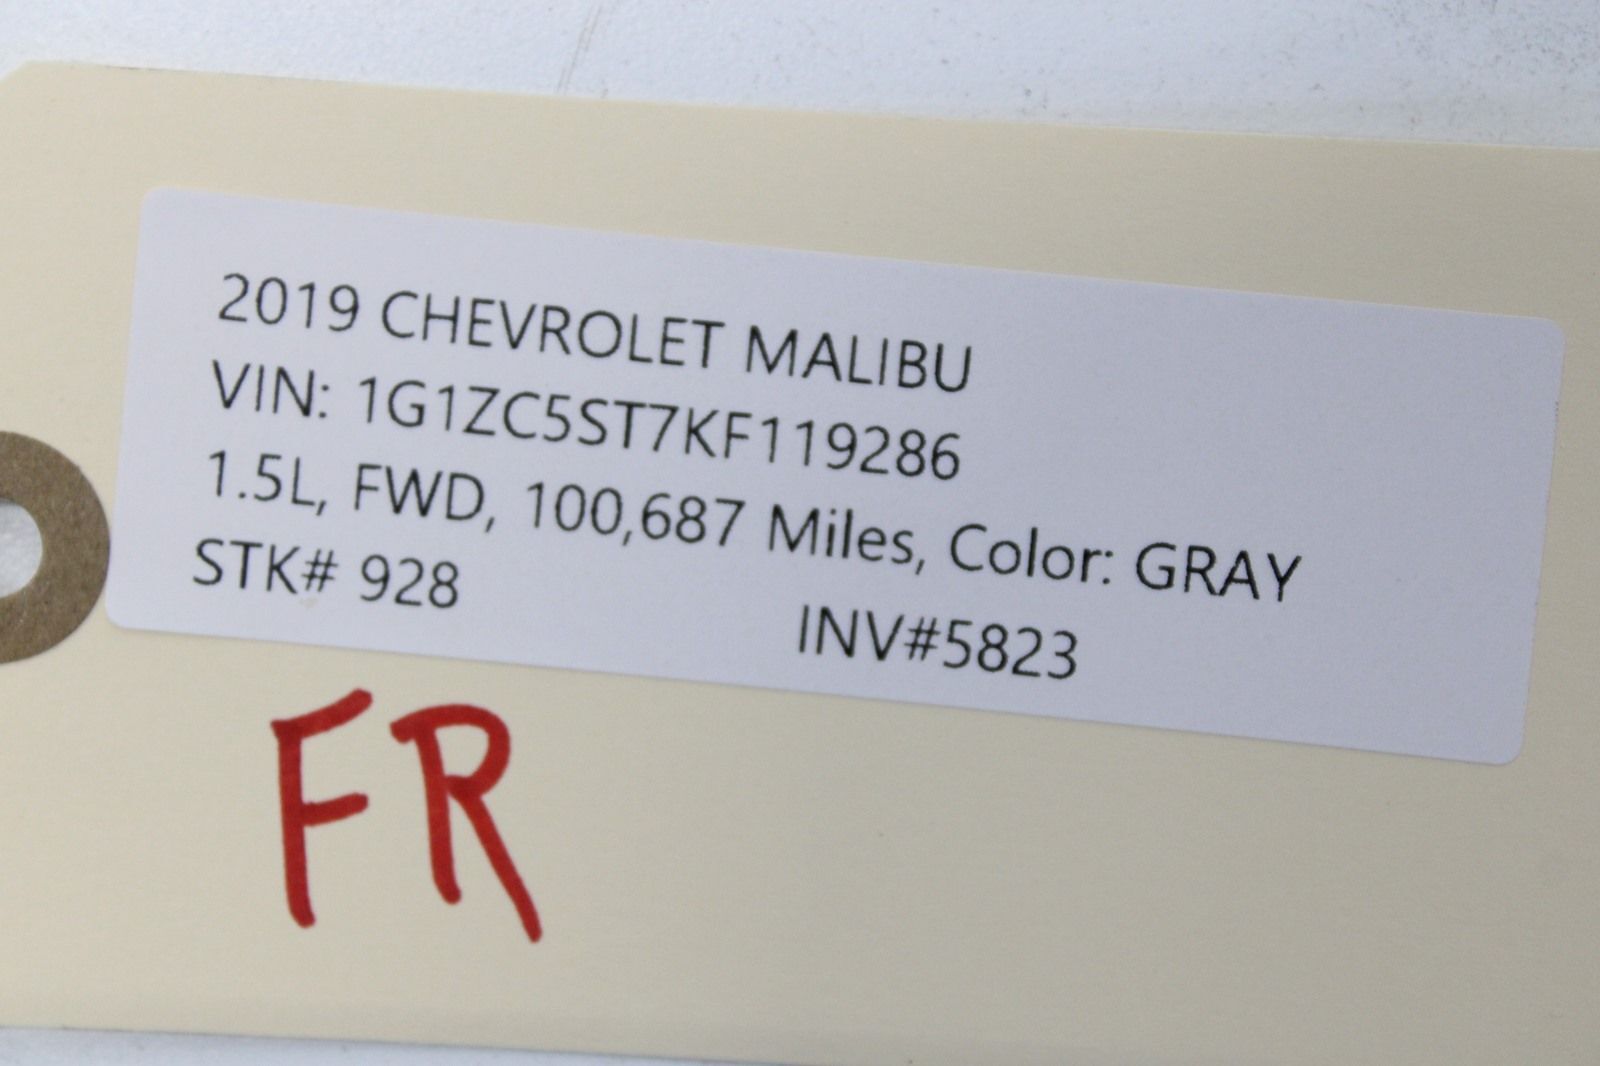 2019 CHEVROLET MALIBU
VIN: 1G1ZC5ST7KF119286
1.5L, FWD, 100,687 Miles, Color: GRAY
STK# 928 INV#5823
FR